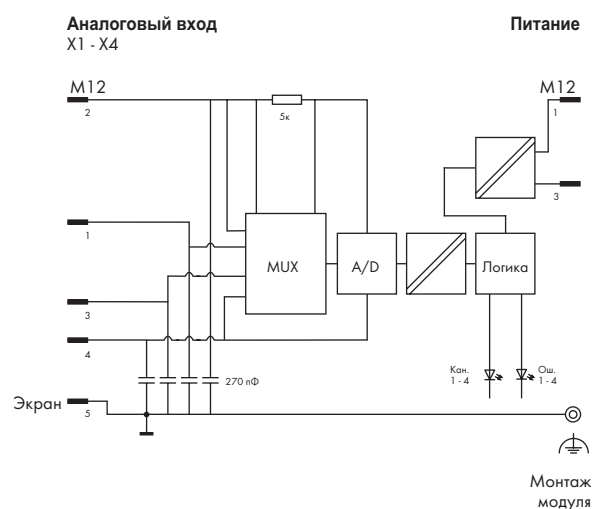 Аналоговый вход
X1 - X4
Питание
M12
2
5к
M12
1
3
1
MUX
A/D
Логика
3
4
270 пФ
Кан.
1 - 4
Ош.
1 - 4
Экран
5
Монтаж
модуля